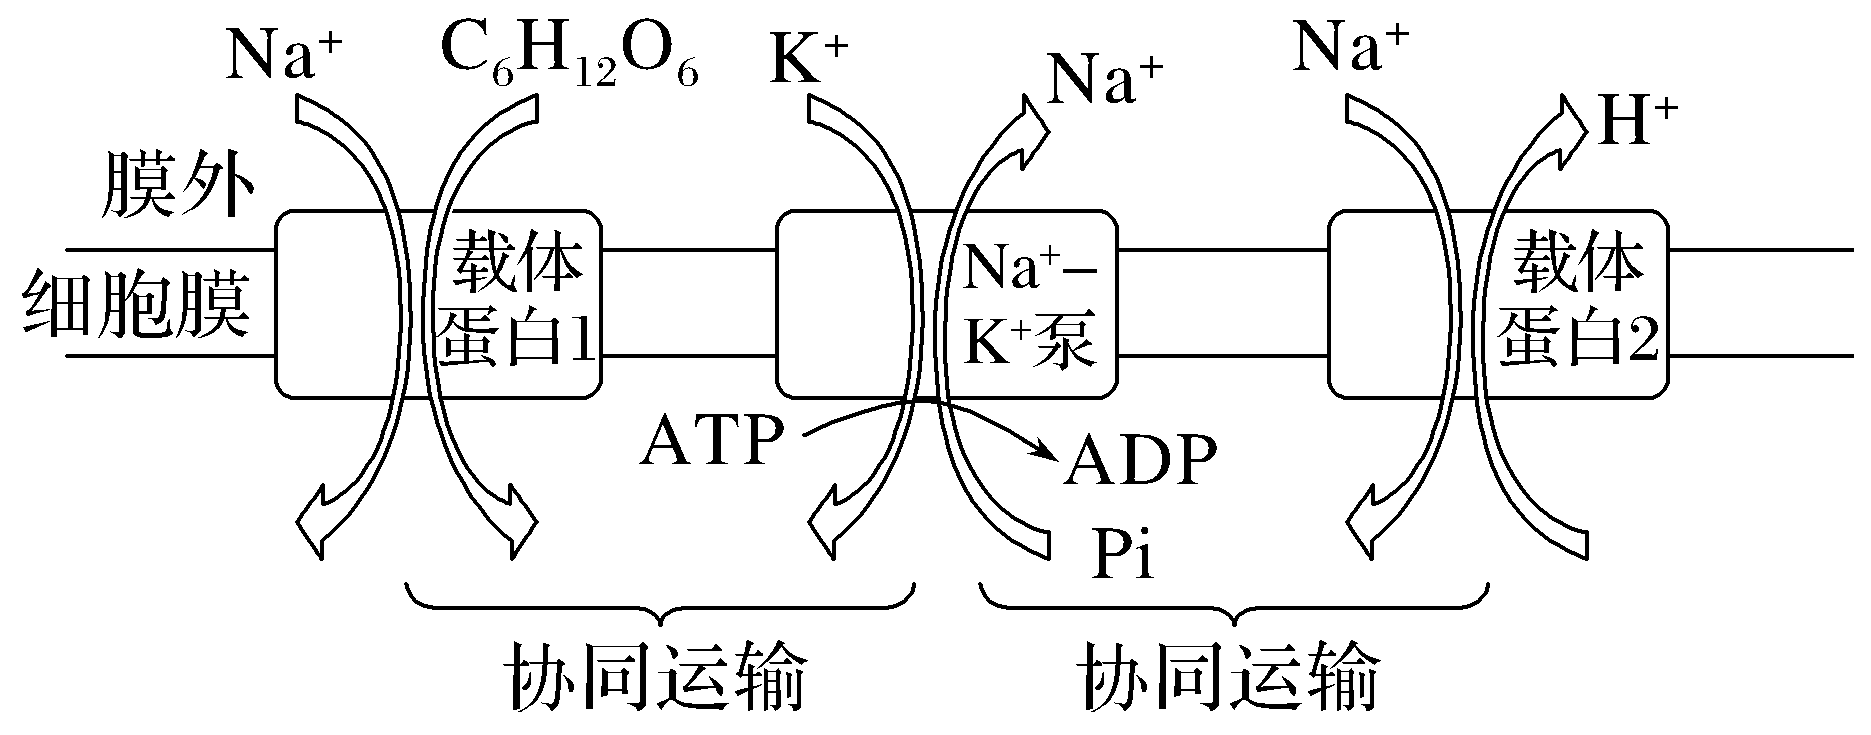 Na⁺ C₆H₁₂O₆ K⁺ Na⁺ Na⁺ H⁺
膜外
细胞膜
载体
蛋白1
Na⁺–
K⁺泵
载体
蛋白2
ATP ADP
Pi
协同运输 协同运输